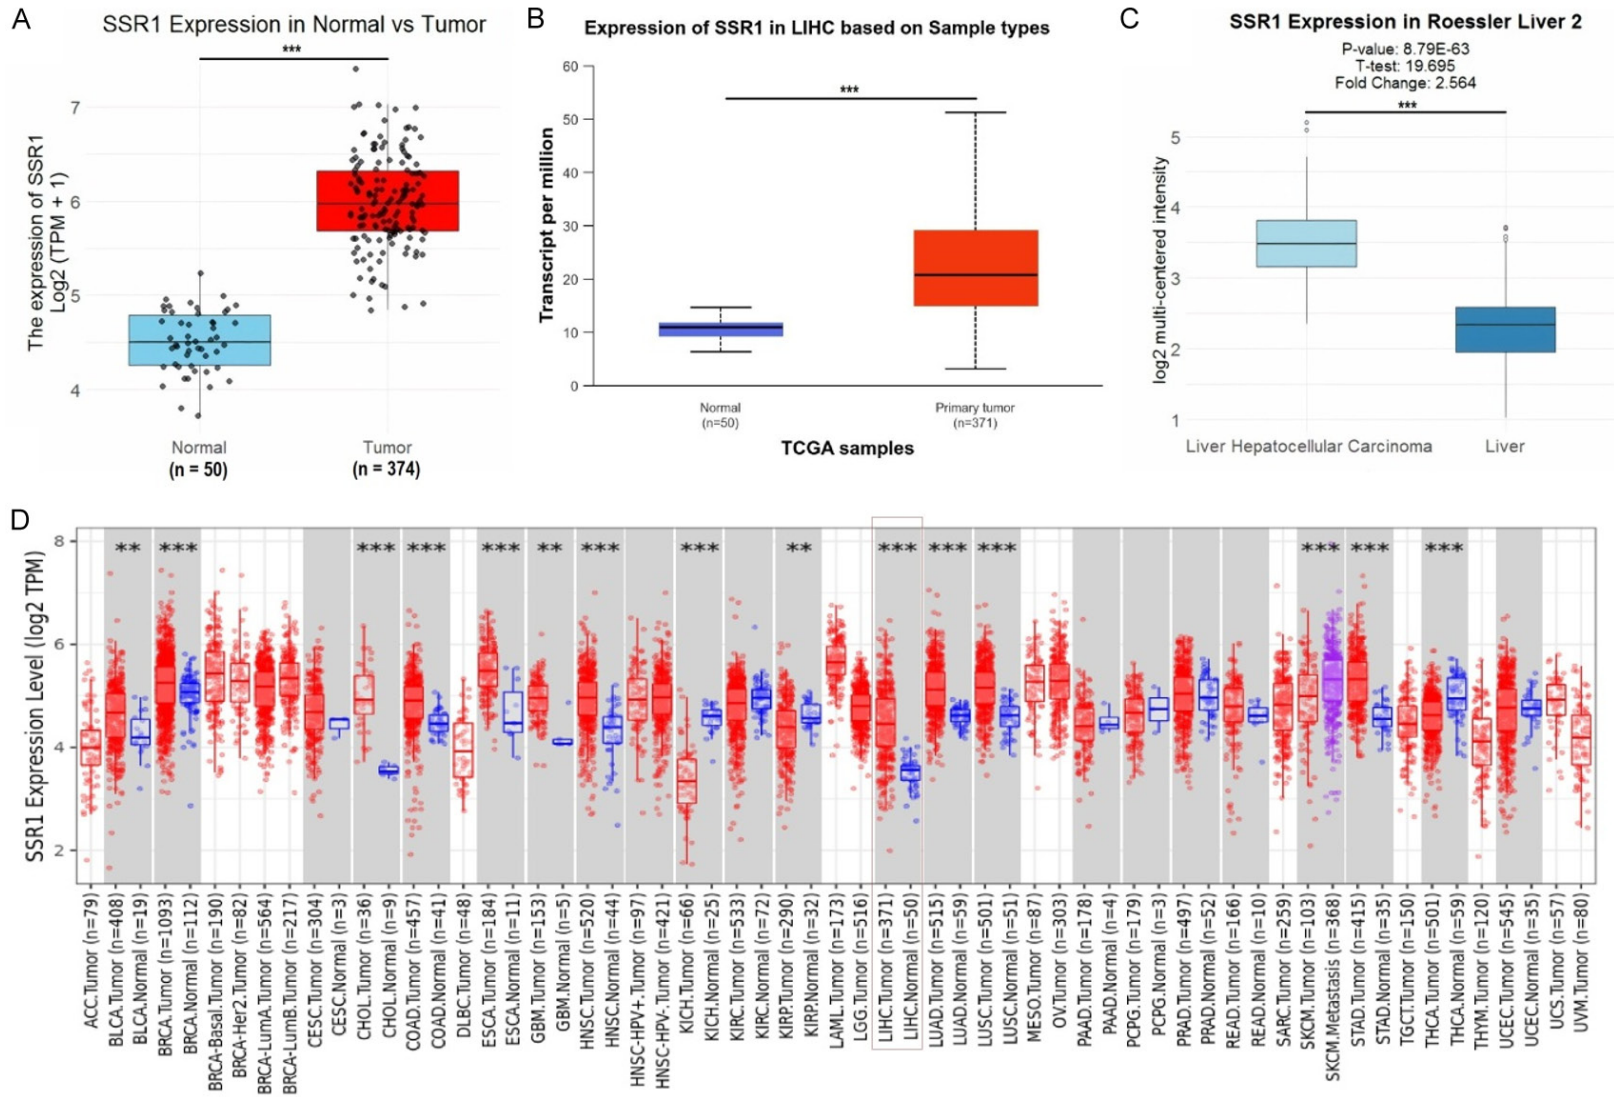 A
SSR1 Expression in Normal vs Tumor
***
The expression of SSR1
Log2 (TPM + 1)
7
6
5
4
Normal
(n = 50)
Tumor
(n = 374)
B
Expression of SSR1 in LIHC based on Sample types
***
Transcript per million
60
50
40
30
20
10
0
Normal
(n=50)
Primary tumor
(n=371)
TCGA samples
C
SSR1 Expression in Roessler Liver 2
P-value: 8.79E-63
T-test: 19.695
Fold Change: 2.564
***
log2 multi-centered intensity
5
4
3
2
1
Liver Hepatocellular Carcinoma
Liver
D
SSR1 Expression Level (log2 TPM)
8
6
4
2
** *** *** *** *** ** *** *** ** *** *** *** *** *** ***
ACC.Tumor (n=79)
BLCA.Tumor (n=408)
BLCA.Normal (n=19)
BRCA.Tumor (n=1093)
BRCA.Normal (n=112)
BRCA-Basal.Tumor (n=190)
BRCA-Her2.Tumor (n=82)
BRCA-LumA.Tumor (n=564)
BRCA-LumB.Tumor (n=217)
CESC.Tumor (n=304)
CESC.Normal (n=3)
CHOL.Tumor (n=36)
CHOL.Normal (n=9)
COAD.Tumor (n=457)
COAD.Normal (n=41)
DLBC.Tumor (n=48)
ESCA.Tumor (n=184)
ESCA.Normal (n=11)
GBM.Tumor (n=153)
GBM.Normal (n=5)
HNSC.Tumor (n=520)
HNSC.Normal (n=44)
HNSC-HPV+.Tumor (n=97)
HNSC-HPV-.Tumor (n=421)
KICH.Tumor (n=66)
KICH.Normal (n=25)
KIRC.Tumor (n=533)
KIRC.Normal (n=72)
KIRP.Tumor (n=290)
KIRP.Normal (n=32)
LAML.Tumor (n=173)
LGG.Tumor (n=516)
LIHC.Tumor (n=371)
LIHC.Normal (n=50)
LUAD.Tumor (n=515)
LUAD.Normal (n=59)
LUSC.Tumor (n=501)
LUSC.Normal (n=51)
MESO.Tumor (n=87)
OV.Tumor (n=303)
PAAD.Tumor (n=178)
PAAD.Normal (n=4)
PCPG.Tumor (n=179)
PCPG.Normal (n=3)
PRAD.Tumor (n=497)
PRAD.Normal (n=52)
READ.Tumor (n=166)
READ.Normal (n=10)
SARC.Tumor (n=259)
SKCM.Tumor (n=103)
SKCM.Metastasis (n=368)
STAD.Tumor (n=415)
STAD.Normal (n=35)
TGCT.Tumor (n=150)
THCA.Tumor (n=501)
THCA.Normal (n=59
THYM.Tumor (n=120)
UCEC.Tumor (n=545)
UCEC.Normal (n=35)
UCS.Tumor (n=57)
UVM.Tumor (n=80)